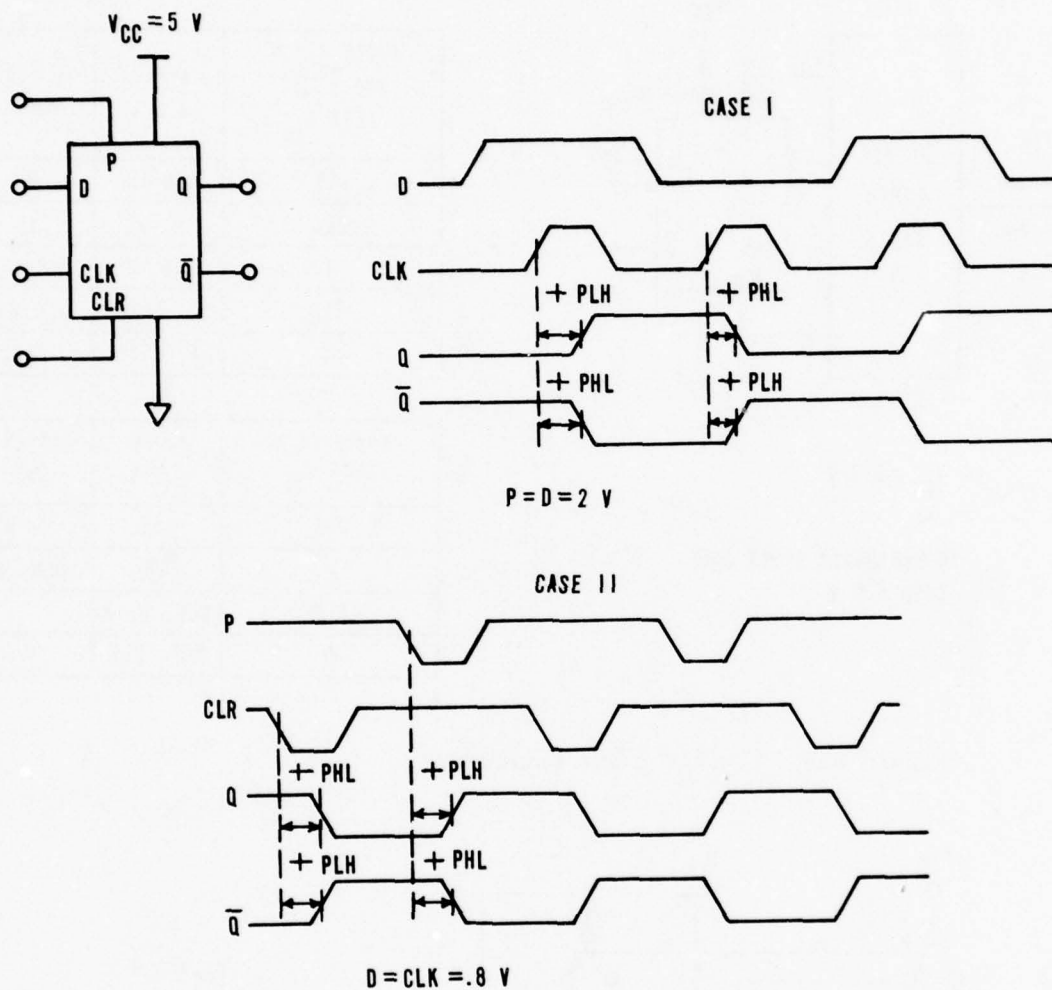 V CC = 5 V
P
D Q
CLK Q̅
CLR
CASE I
D
CLK
+ PLH + PHL
Q
+ PHL + PLH
Q̅
P = D = 2 V
CASE II
P
CLR
+ PHL + PLH
Q
+ PLH + PHL
Q̅
D = CLK = .8 V